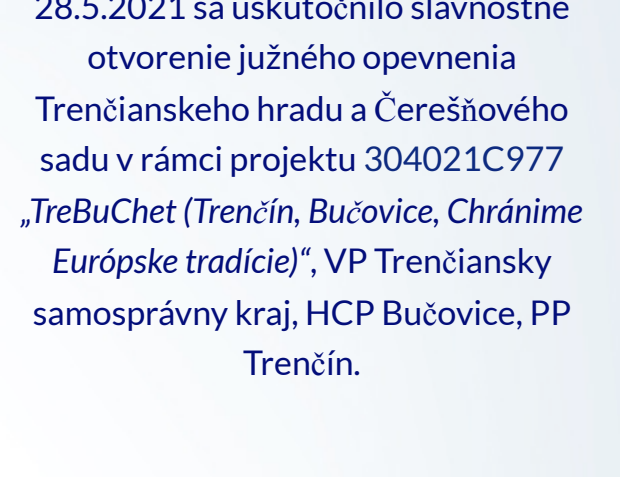 28.5.2021 sa uskutočnilo slávnostné
otvorenie južného opevnenia
Trenčianskeho hradu a Čerešňového
sadu v rámci projektu 304021C977
„TreBuChet (Trenčín, Bučovice, Chránime
Európske tradície)“, VP Trenčiansky
samosprávny kraj, HCP Bučovice, PP
Trenčín.